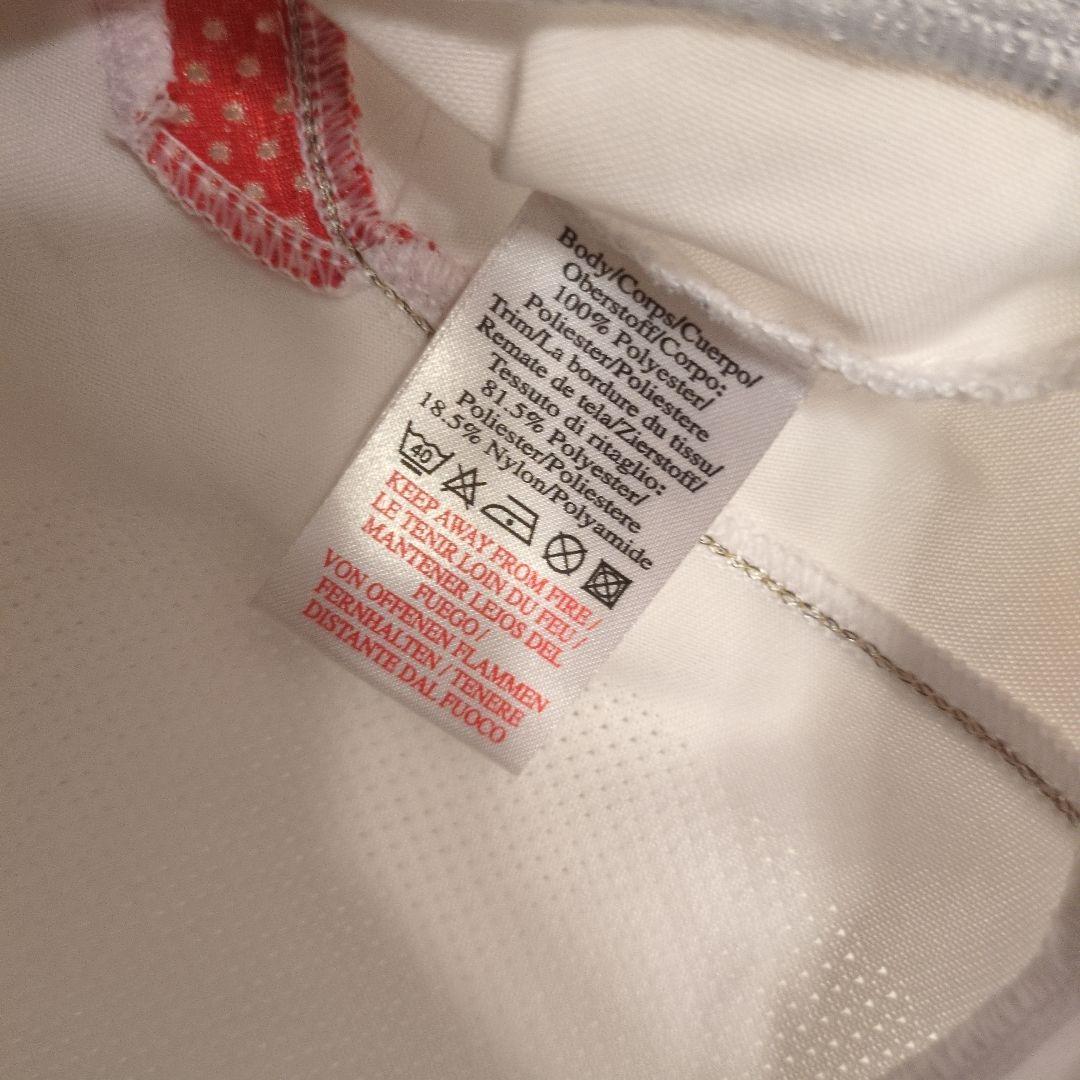 Body/Corps/Cuerpo/
Oberstoff/Corpo:
100% Polyester/
Poliester/Poliestere
Trim/La bordure du tissu/
Remate de tela/Zierstoff/
Tessuto di ritaglio:
81.5% Polyester/
Poliester/Poliestere
18.5% Nylon/Polyamide
40
KEEP AWAY FROM FIRE /
LE TENIR LOIN DU FEU /
MANTENER LEJOS DEL
FUEGO /
VON OFFENEN FLAMMEN
FERNHALTEN / TENERE
DISTANTE DAL FUOCO